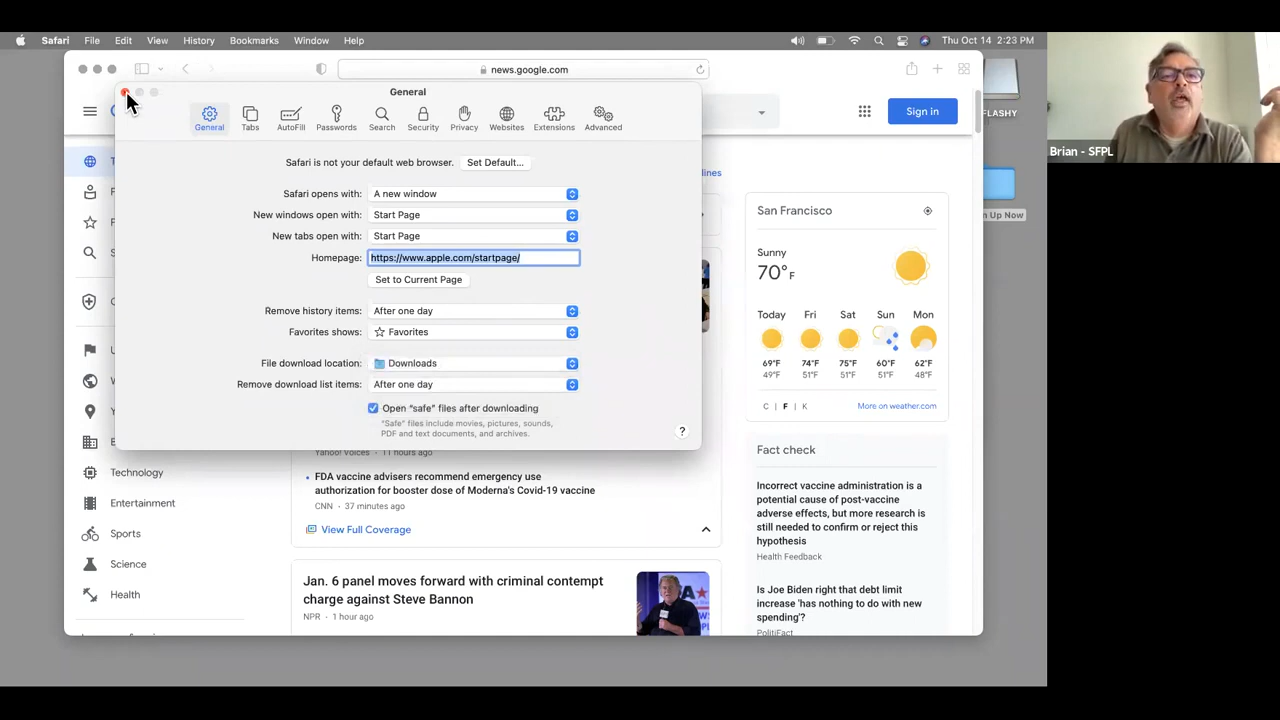 Safari File Edit View History Bookmarks Window Help
Thu Oct 14 2:23 PM
news.google.com
General
General Tabs AutoFill Passwords Search Security Privacy Websites Extensions Advanced
Sign in
Safari is not your default web browser. Set Default...
Safari opens with: A new window
New windows open with: Start Page
New tabs open with: Start Page
Homepage: https://www.apple.com/startpage/
Set to Current Page
Remove history items: After one day
Favorites shows: Favorites
File download location: Downloads
Remove download list items: After one day
Open “safe” files after downloading
“Safe” files include movies, pictures, sounds,
PDF and text documents, and archives.
?
Technology
Entertainment
Sports
Science
Health
Yahoo! Voices • 11 hours ago
FDA vaccine advisers recommend emergency use
authorization for booster dose of Moderna's Covid-19 vaccine
CNN • 37 minutes ago
View Full Coverage
Jan. 6 panel moves forward with criminal contempt
charge against Steve Bannon
NPR • 1 hour ago
San Francisco
Sunny
70°F
Today Fri Sat Sun Mon
69°F 74°F 75°F 60°F 62°F
49°F 51°F 51°F 51°F 48°F
C | F | K More on weather.com
Fact check
Incorrect vaccine administration is a
potential cause of post-vaccine
adverse effects, but more research is
still needed to confirm or reject this
hypothesis
Health Feedback
Is Joe Biden right that debt limit
increase 'has nothing to do with new
spending'?
PolitiFact
FLASHY
n Up Now
Brian - SFPL